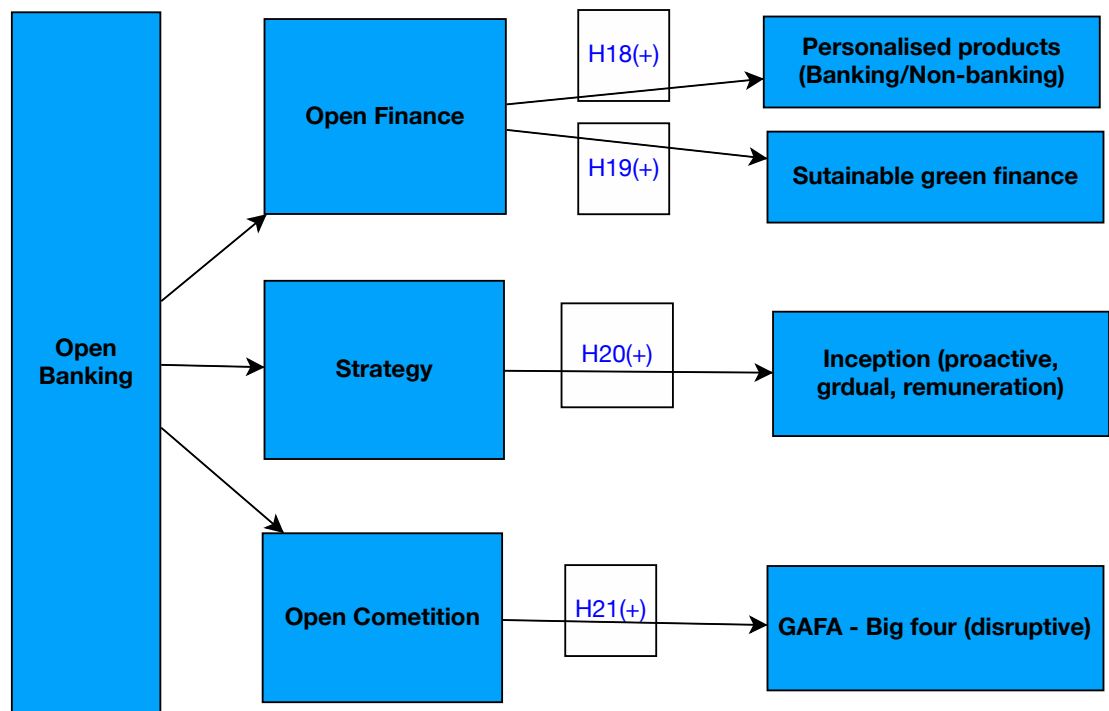 Open
Banking
Open Finance
H18(+)
Personalised products
(Banking/Non-banking)
H19(+)
Sutainable green finance
Strategy
H20(+)
Inception (proactive,
grdual, remuneration)
Open Cometition
H21(+)
GAFA - Big four (disruptive)